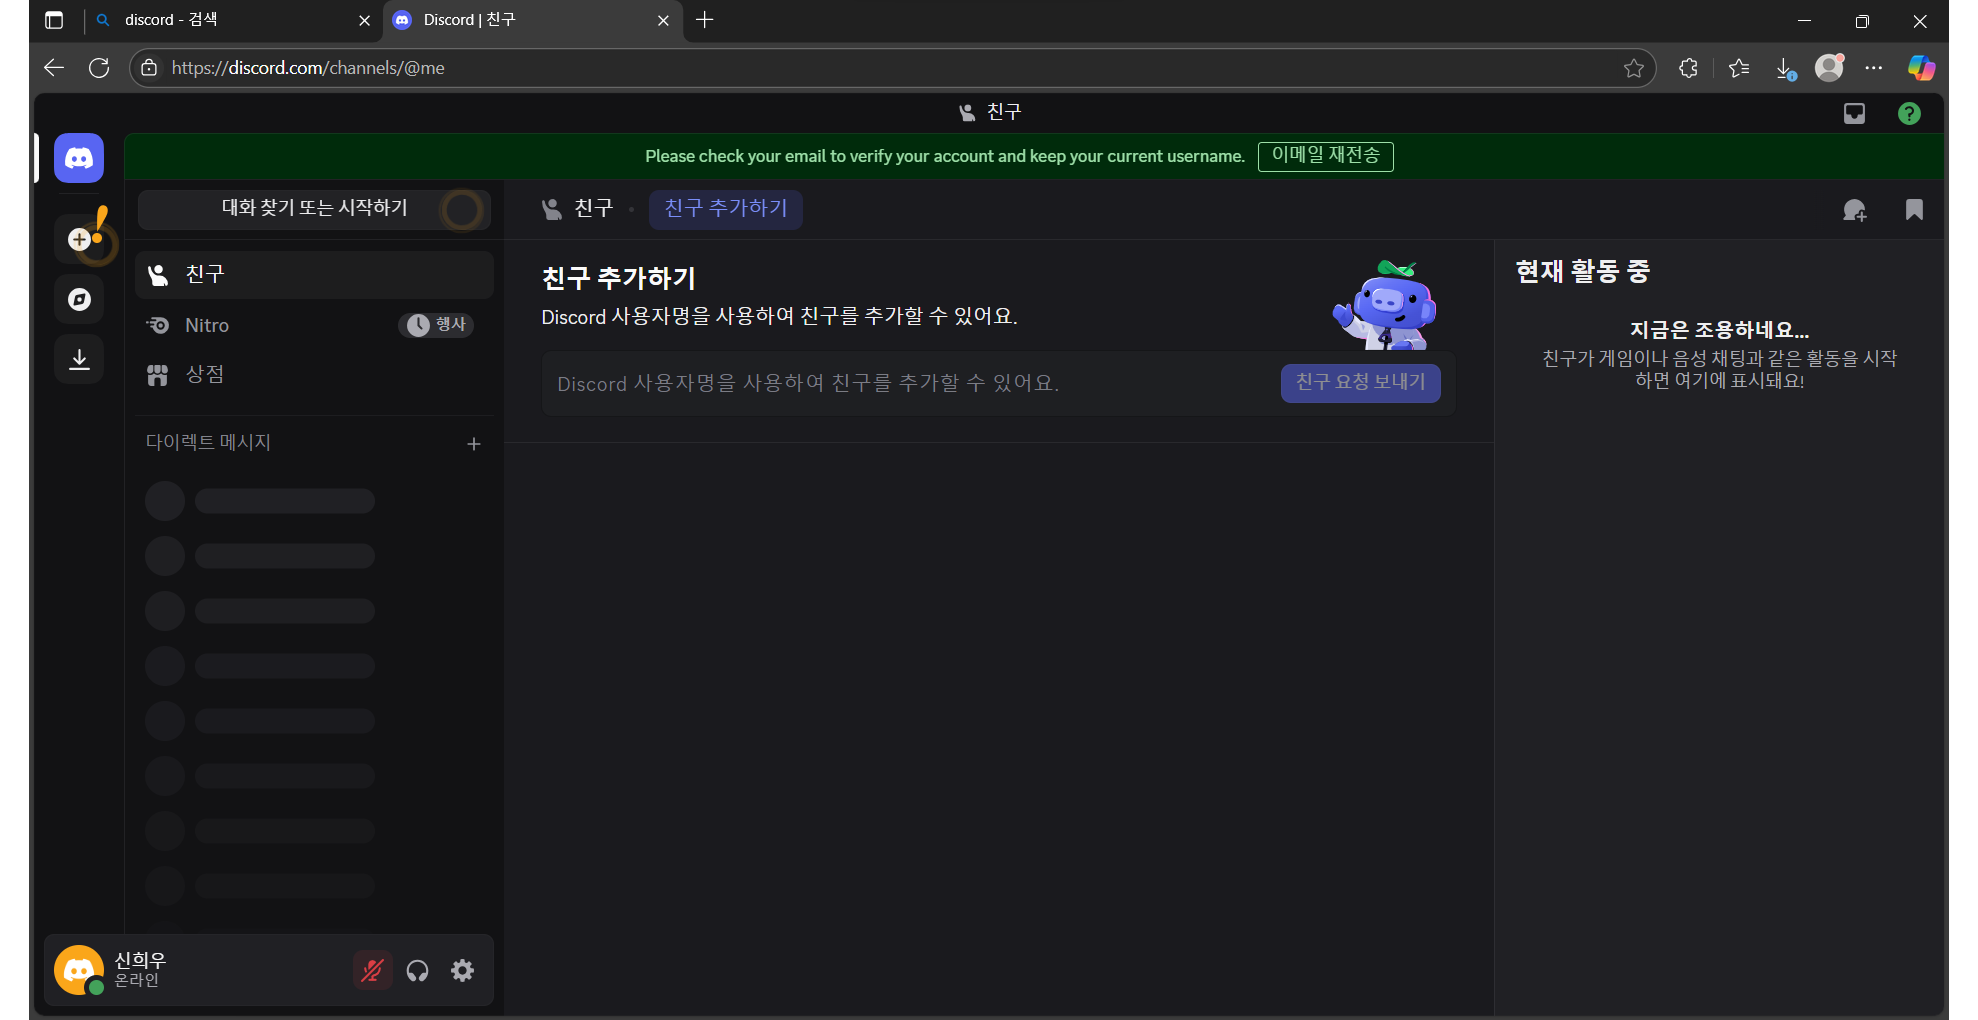 discord - 검색
Discord | 친구
https://discord.com/channels/@me
친구
Please check your email to verify your account and keep your current username. 이메일 재전송
대화 찾기 또는 시작하기
친구
친구 추가하기
친구
Nitro
행사
상점
다이렉트 메시지
친구 추가하기
Discord 사용자명을 사용하여 친구를 추가할 수 있어요.
Discord 사용자명을 사용하여 친구를 추가할 수 있어요.
친구 요청 보내기
현재 활동 중
지금은 조용하네요...
친구가 게임이나 음성 채팅과 같은 활동을 시작
하면 여기에 표시돼요!
신희우
온라인